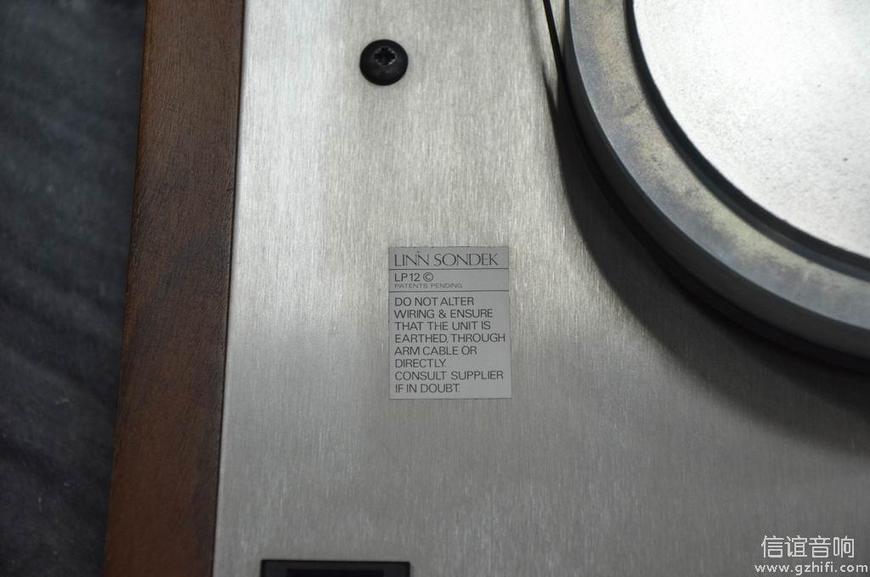 LINN SONDEK
LP12 ©
PATENTS PENDING
DO NOT ALTER
WIRING & ENSURE
THAT THE UNIT IS
EARTHED, THROUGH
ARM CABLE OR
DIRECTLY.
CONSULT SUPPLIER
IF IN DOUBT.
信谊音响
www.gzhifi.com